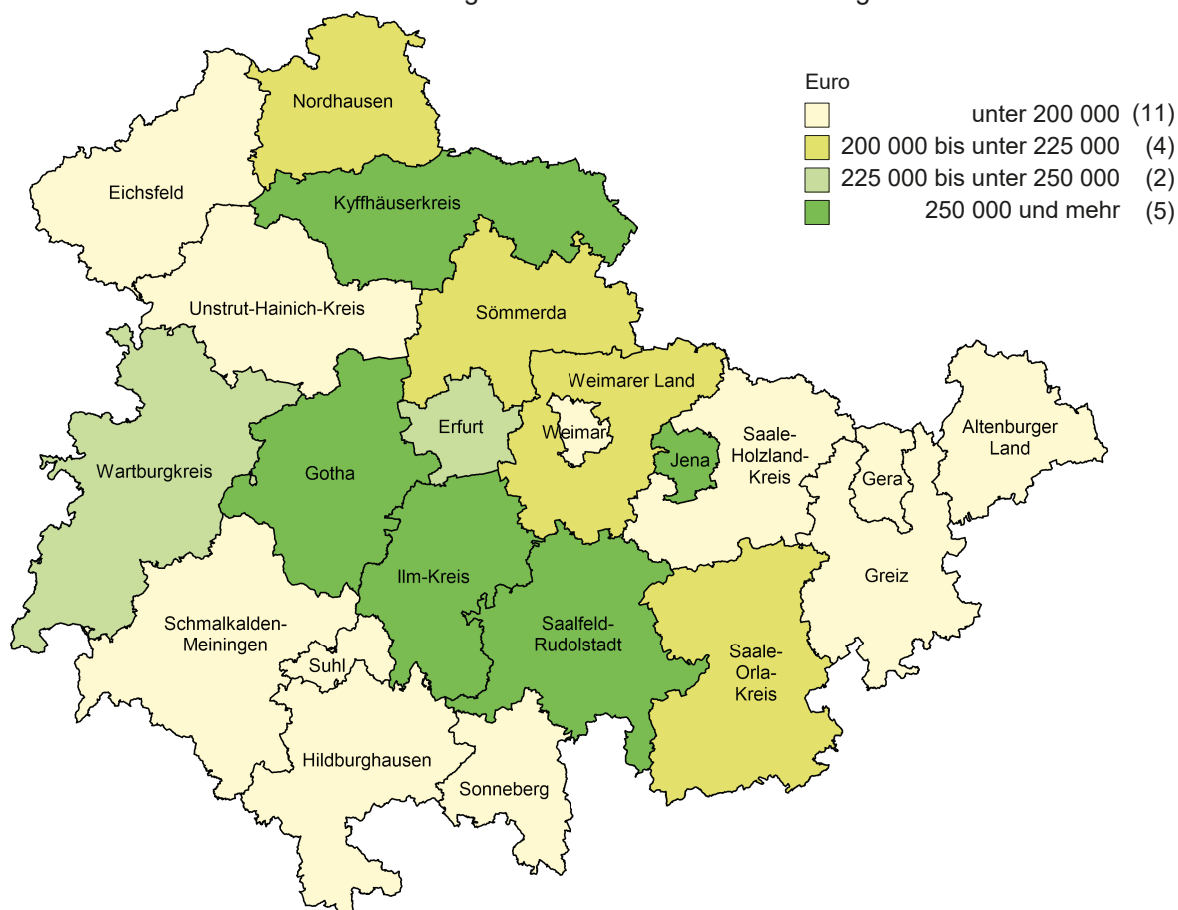 Euro
unter 200 000 (11)
200 000 bis unter 225 000 (4)
225 000 bis unter 250 000 (2)
250 000 und mehr (5)
Nordhausen
Eichsfeld
Kyffhäuserkreis
Unstrut-Hainich-Kreis
Sömmerda
Weimarer Land
Erfurt
Weimar
Altenburger
Land
Saale-
Holzland-
Kreis
Jena
Gera
Wartburgkreis
Gotha
Ilm-Kreis
Greiz
Schmalkalden-
Meiningen
Saalfeld-
Rudolstadt
Suhl
Saale-
Orla-
Kreis
Hildburghausen
Sonneberg